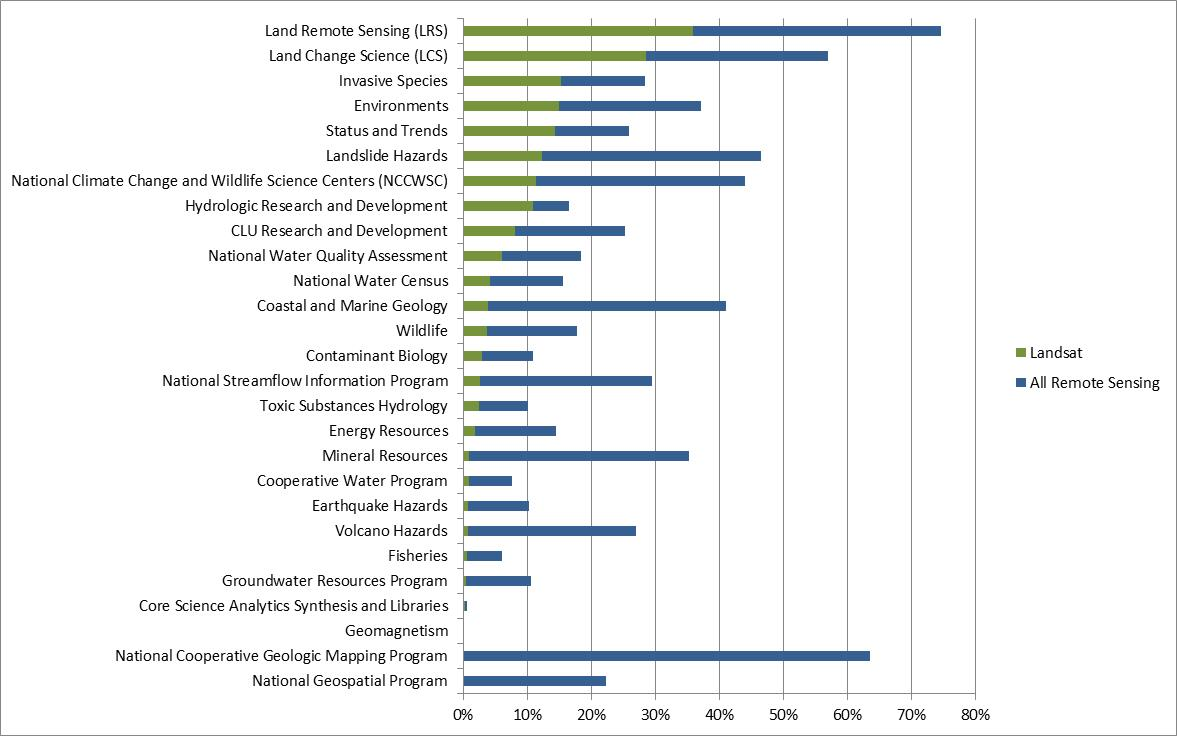 Land Remote Sensing (LRS)
Land Change Science (LCS)
Invasive Species
Environments
Status and Trends
Landslide Hazards
National Climate Change and Wildlife Science Centers (NCCWSC)
Hydrologic Research and Development
CLU Research and Development
National Water Quality Assessment
National Water Census
Coastal and Marine Geology
Wildlife
Contaminant Biology
National Streamflow Information Program
Toxic Substances Hydrology
Energy Resources
Mineral Resources
Cooperative Water Program
Earthquake Hazards
Volcano Hazards
Fisheries
Groundwater Resources Program
Core Science Analytics Synthesis and Libraries
Geomagnetism
National Cooperative Geologic Mapping Program
National Geospatial Program
0% 10% 20% 30% 40% 50% 60% 70% 80%
Landsat
All Remote Sensing